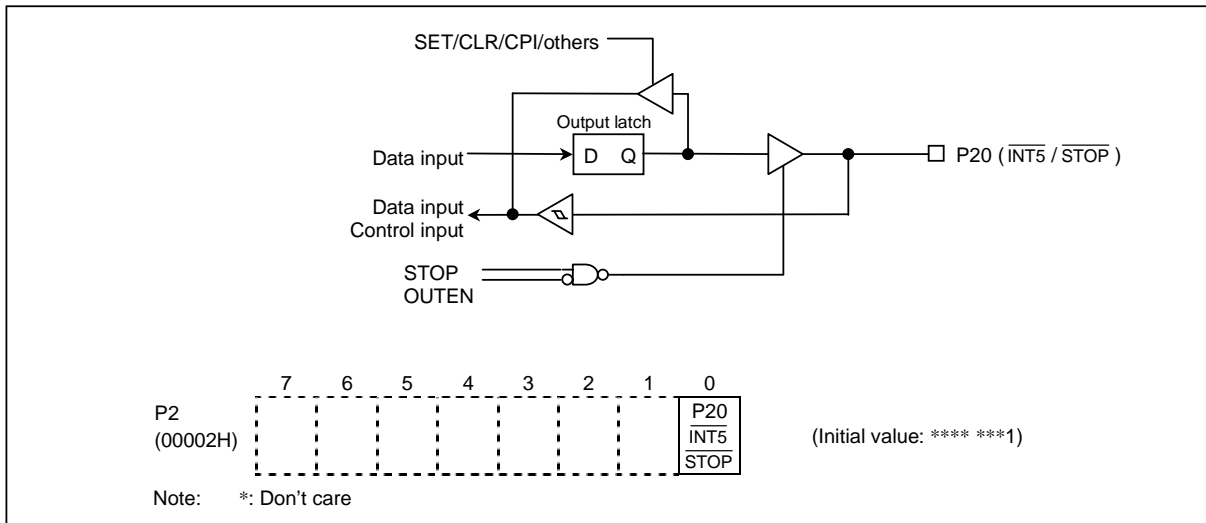 SET/CLR/CPI/others
Output latch
Data input
D Q
P20 (INT5 / STOP )
Data input
Control input
STOP
OUTEN
7 6 5 4 3 2 1 0
P2
(00002H)
P20
INT5
STOP
(Initial value: **** ***1)
Note: *: Don't care